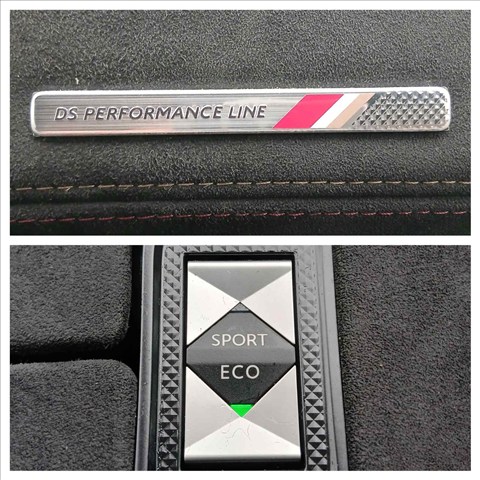 DS PERFORMANCE LINE
SPORT
ECO